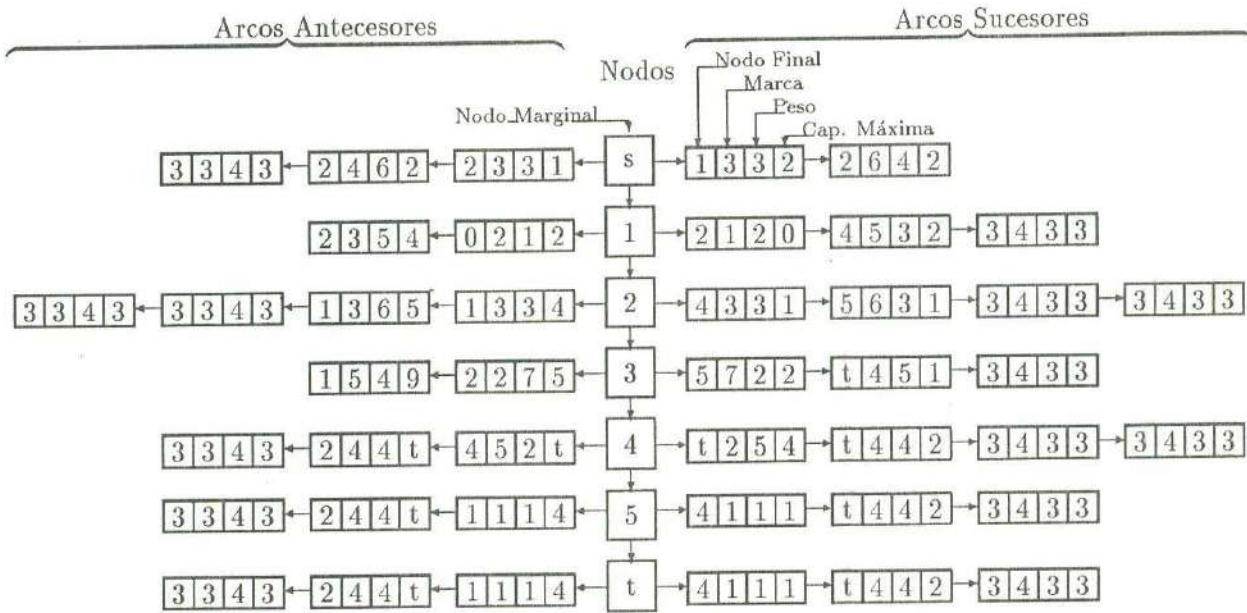 Arcos Antecesores
Arcos Sucesores
Nodos
Nodo Final
Marca
Peso
Cap. Máxima
Nodo Marginal
3 3 4 3 2 4 6 2 2 3 3 1 s 1 3 3 2 2 6 4 2
2 3 5 4 0 2 1 2 1 2 1 2 0 4 5 3 2 3 4 3 3
3 3 4 3 3 3 4 3 1 3 6 5 1 3 3 4 2 4 3 3 1 5 6 3 1 3 4 3 3 3 4 3 3
1 5 4 9 2 2 7 5 3 5 7 2 2 t 4 5 1 3 4 3 3
3 3 4 3 2 4 4 t 4 5 2 t 4 t 2 5 4 t 4 4 2 3 4 3 3 3 4 3 3
3 3 4 3 2 4 4 t 1 1 1 4 5 4 1 1 1 t 4 4 2 3 4 3 3
3 3 4 3 2 4 4 t 1 1 1 4 t 4 1 1 1 t 4 4 2 3 4 3 3